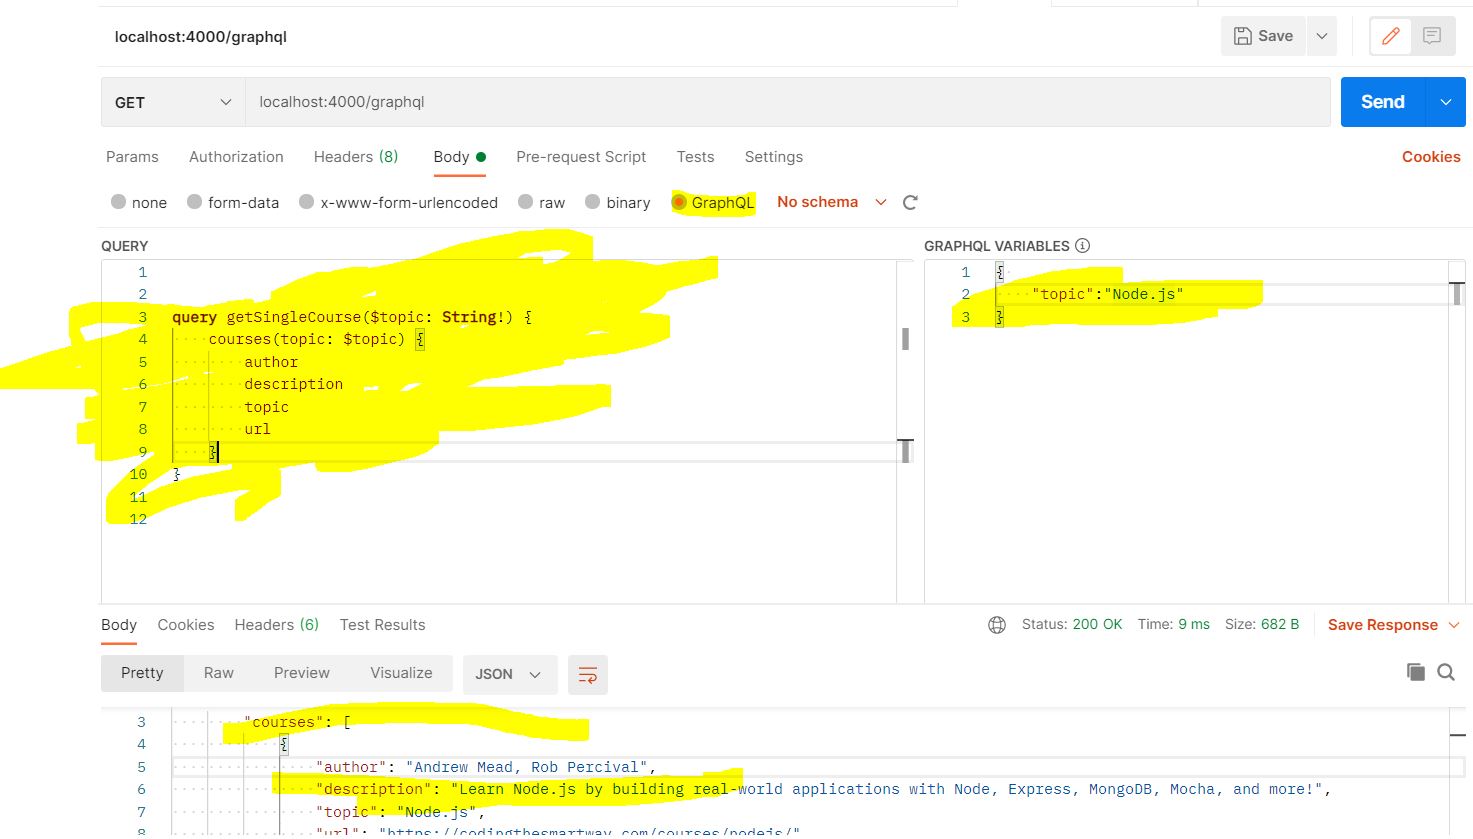 localhost:4000/graphql
Save
GET
localhost:4000/graphql
Send
Params Authorization Headers (8) Body Pre-request Script Tests Settings Cookies
none form-data x-www-form-urlencoded raw binary GraphQL No schema
QUERY
1
2
3 query getSingleCourse($topic: String!) {
4 courses(topic: $topic) {
5 author
6 description
7 topic
8 url
9 }
10 }
11
12
GRAPHQL VARIABLES
1 {
2 "topic":"Node.js"
3 }
Body Cookies Headers (6) Test Results Status: 200 OK Time: 9 ms Size: 682 B Save Response
Pretty Raw Preview Visualize JSON
3 "courses": [
4 {
5 "author": "Andrew Mead, Rob Percival",
6 "description": "Learn Node.js by building real-world applications with Node, Express, MongoDB, Mocha, and more!",
7 "topic": "Node.js",
8 "url": "https://codingthesmartway.com/courses/nodejs/"